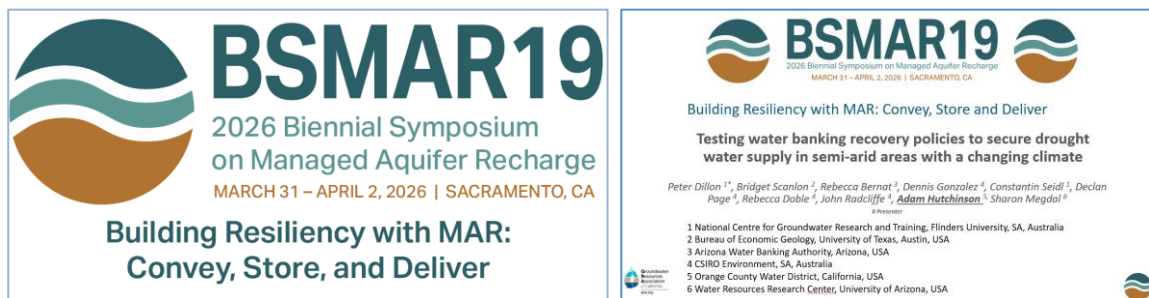 BSMAR19
2026 Biennial Symposium
on Managed Aquifer Recharge
MARCH 31 – APRIL 2, 2026 | SACRAMENTO, CA
Building Resiliency with MAR:
Convey, Store, and Deliver
BSMAR19
2026 Biennial Symposium on Managed Aquifer Recharge
MARCH 31 – APRIL 2, 2026 | SACRAMENTO, CA
Building Resiliency with MAR: Convey, Store and Deliver
Testing water banking recovery policies to secure drought
water supply in semi-arid areas with a changing climate
Peter Dillon 1*, Bridget Scanlon 2, Rebecca Bernat 3, Dennis Gonzalez 4, Constantin Seidl 1, Declan
Page 4, Rebecca Doble 4, John Radcliffe 4, Adam Hutchinson 5, Sharon Megdal 6
# Presenter
1 National Centre for Groundwater Research and Training, Flinders University, SA, Australia
2 Bureau of Economic Geology, University of Texas, Austin, USA
3 Arizona Water Banking Authority, Arizona, USA
4 CSIRO Environment, SA, Australia
5 Orange County Water District, California, USA
6 Water Resources Research Center, University of Arizona, USA
Groundwater
Resources
Association